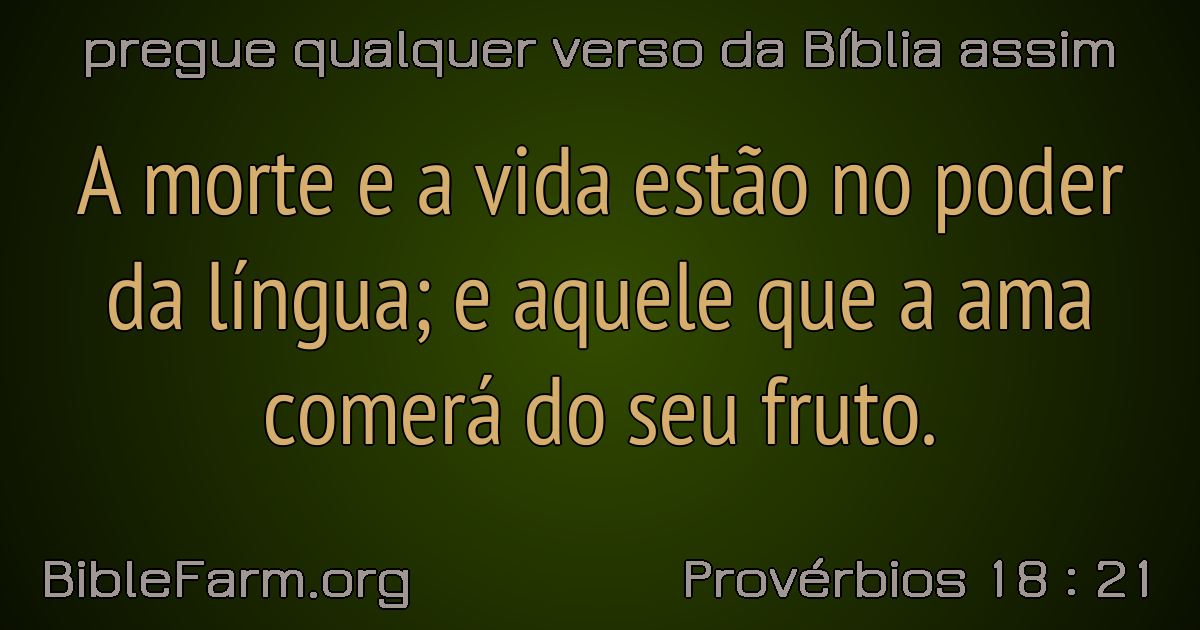 pregue qualquer verso da Bíblia assim
A morte e a vida estão no poder
da língua; e aquele que a ama
comerá do seu fruto.
BibleFarm.org
Provérbios 18 : 21